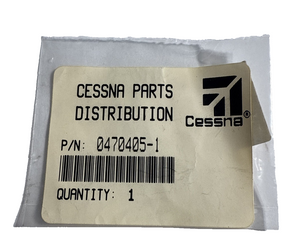 CESSNA PARTS
DISTRIBUTION
Cessna®
P/N: 0470405-1
QUANTITY: 1